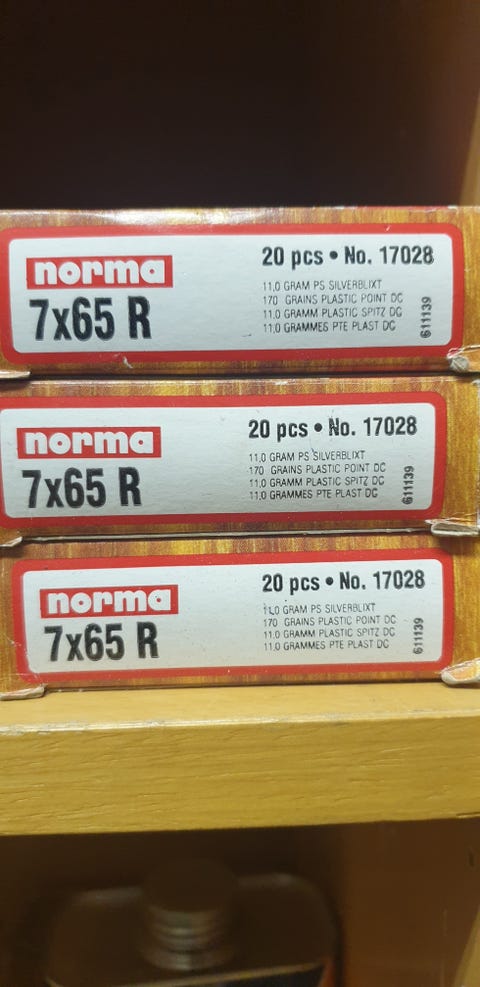 norma
7x65 R
20 pcs • No. 17028
11,0 GRAM PS SILVERBLIXT
170 GRAINS PLASTIC POINT DC
11,0 GRAMM PLASTIC SPITZ DC
11,0 GRAMMES PTE PLAST DC
611139
norma
7x65 R
20 pcs • No. 17028
11,0 GRAM PS SILVERBLIXT
170 GRAINS PLASTIC POINT DC
11,0 GRAMM PLASTIC SPITZ DC
11,0 GRAMMES PTE PLAST DC
611139
norma
7x65 R
20 pcs • No. 17028
11,0 GRAM PS SILVERBLIXT
170 GRAINS PLASTIC POINT DC
11,0 GRAMM PLASTIC SPITZ DC
11,0 GRAMMES PTE PLAST DC
611139